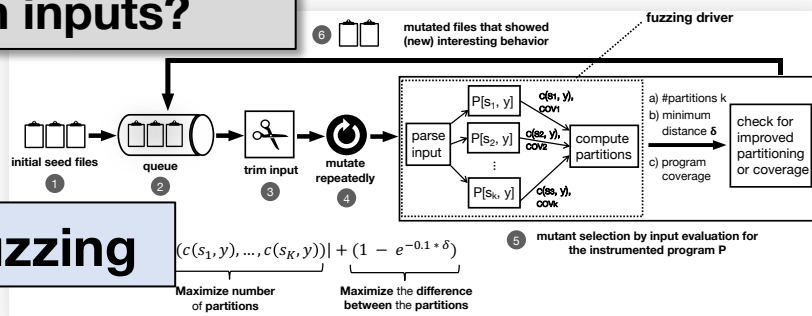 n inputs?
6
mutated files that showed
(new) interesting behavior
fuzzing driver
initial seed files
1
queue
2
trim input
3
mutate
repeatedly
4
parse
input
P[s₁, y]
P[s₂, y]
⋮
P[sₖ, y]
c(s₁, y),
cov₁
c(s₂, y),
cov₂
c(s₃, y),
covₖ
compute
partitions
a) #partitions k
b) minimum
distance δ
c) program
coverage
check for
improved
partitioning
or coverage
5
mutant selection by input evaluation for
the instrumented program P
uzzing
(c(s₁, y), …, c(s_K, y))| + (1 − e^{−0.1 * δ})
Maximize number
of partitions
Maximize the difference
between the partitions